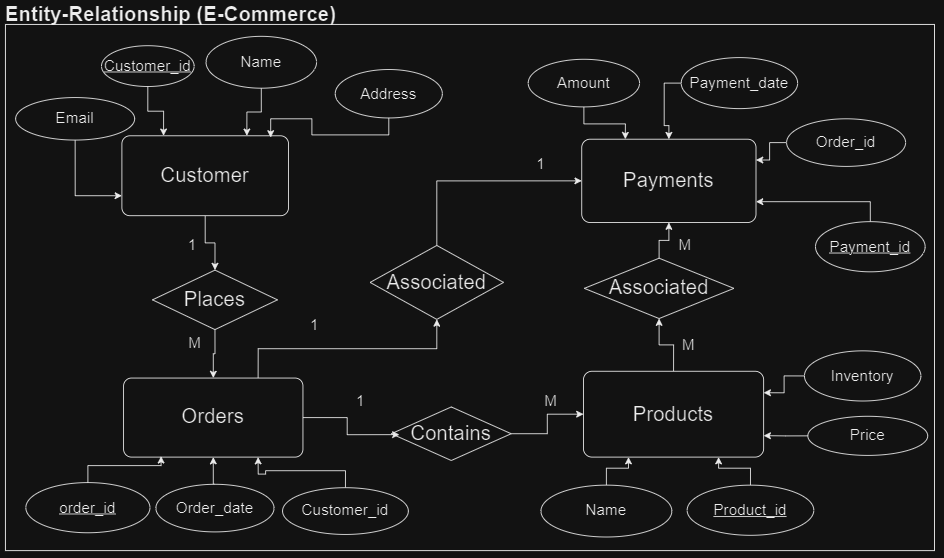 Entity-Relationship (E-Commerce)
Customer_id
Name
Address
Email
Customer
Amount
Payment_date
Order_id
Payment_id
Payments
1
1
Places
M
Associated
1
M
Associated
M
Orders
1
Contains
M
Products
Inventory
Price
order_id
Order_date
Customer_id
Name
Product_id